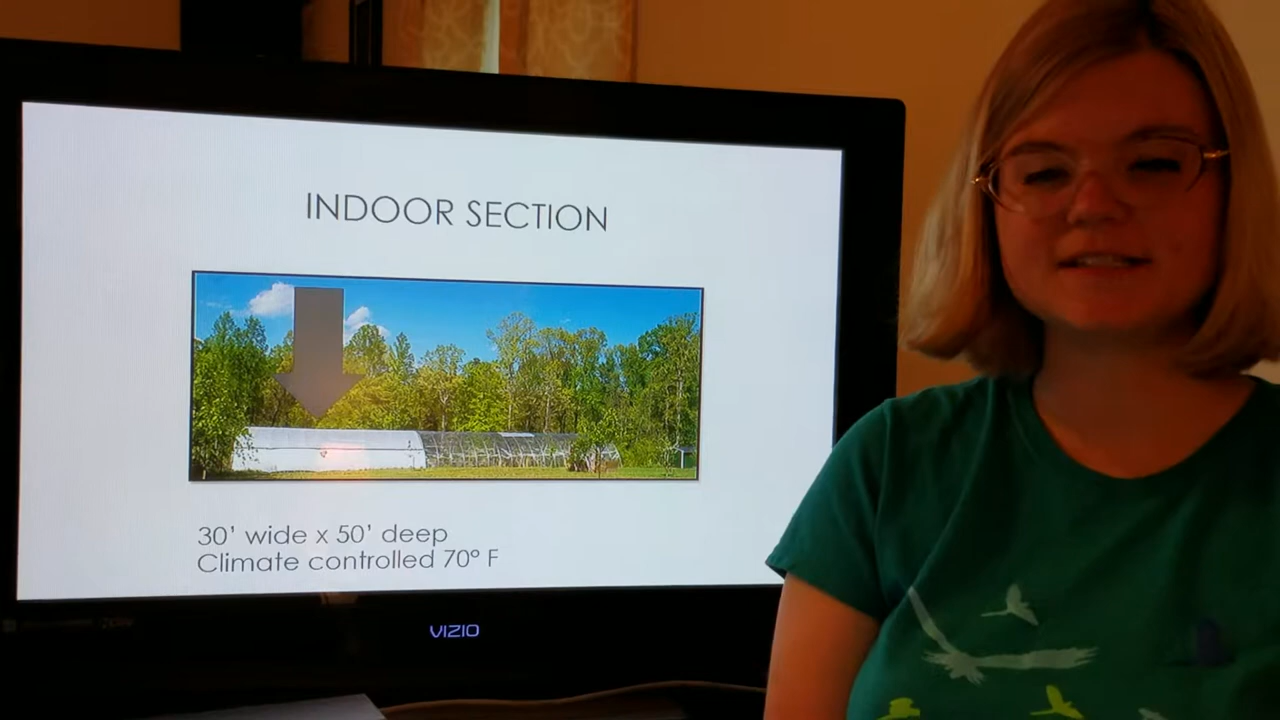 INDOOR SECTION
30' wide x 50' deep
Climate controlled 70° F
VIZIO